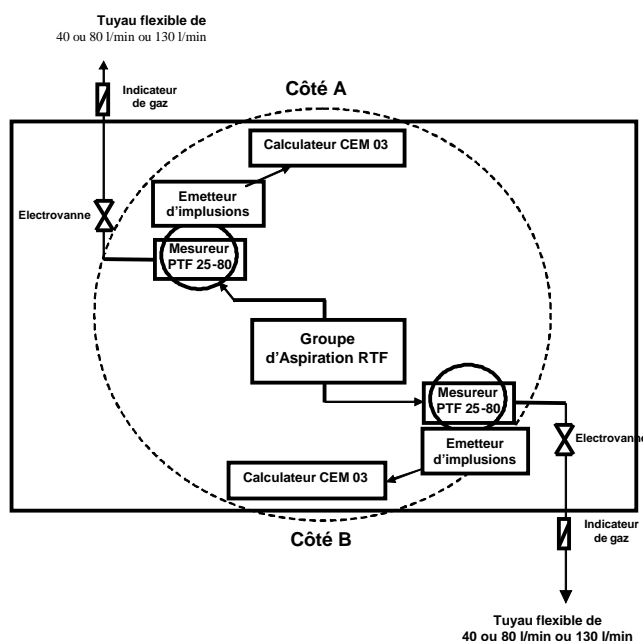 Tuyau flexible de
40 ou 80 l/min ou 130 l/min
Indicateur
de gaz
Côté A
Calculateur CEM 03
Emetteur
d'implusions
Electrovanne
Mesureur
PTF 25-80
Groupe
d'Aspiration RTF
Mesureur
PTF 25-80
Electrovanne
Emetteur
d'implusions
Calculateur CEM 03
Côté B
Indicateur
de gaz
Tuyau flexible de
40 ou 80 l/min ou 130 l/min